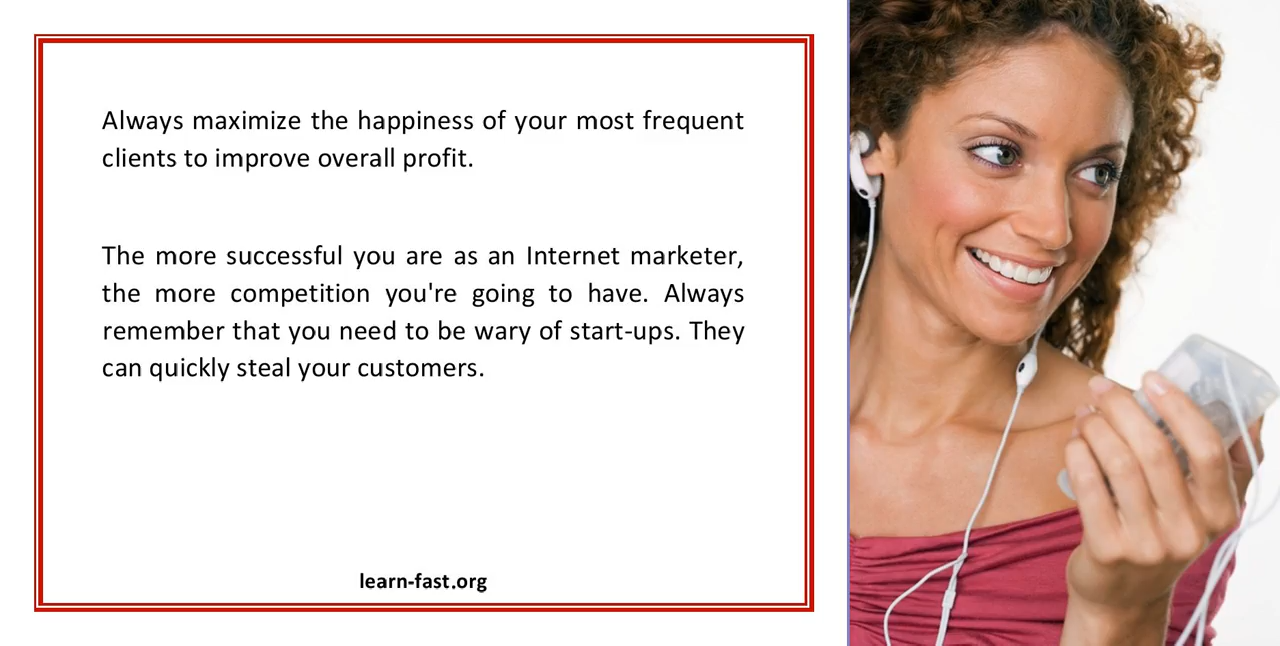 Always maximize the happiness of your most frequent
clients to improve overall profit.
The more successful you are as an Internet marketer,
the more competition you're going to have. Always
remember that you need to be wary of start-ups. They
can quickly steal your customers.
learn-fast.org